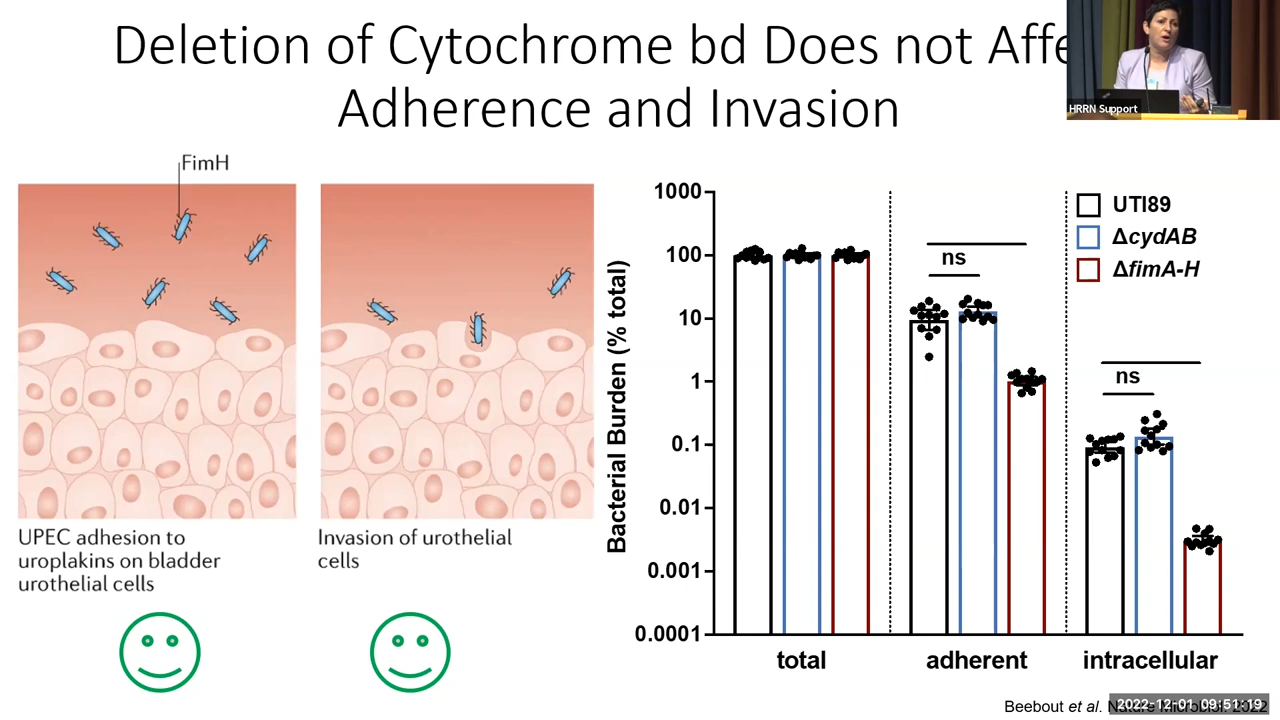 Deletion of Cytochrome bd Does not Affe
Adherence and Invasion
HRRN Support
FimH
UPEC adhesion to
uroplakins on bladder
urothelial cells
Invasion of urothelial
cells
Bacterial Burden (% total)
1000
100
10
1
0.1
0.01
0.001
0.0001
ns
ns
UTI89
ΔcydAB
ΔfimA-H
total
adherent
intracellular
Beebout et al. Nature Microbiol. 2022
2022-12-01 09:51:19